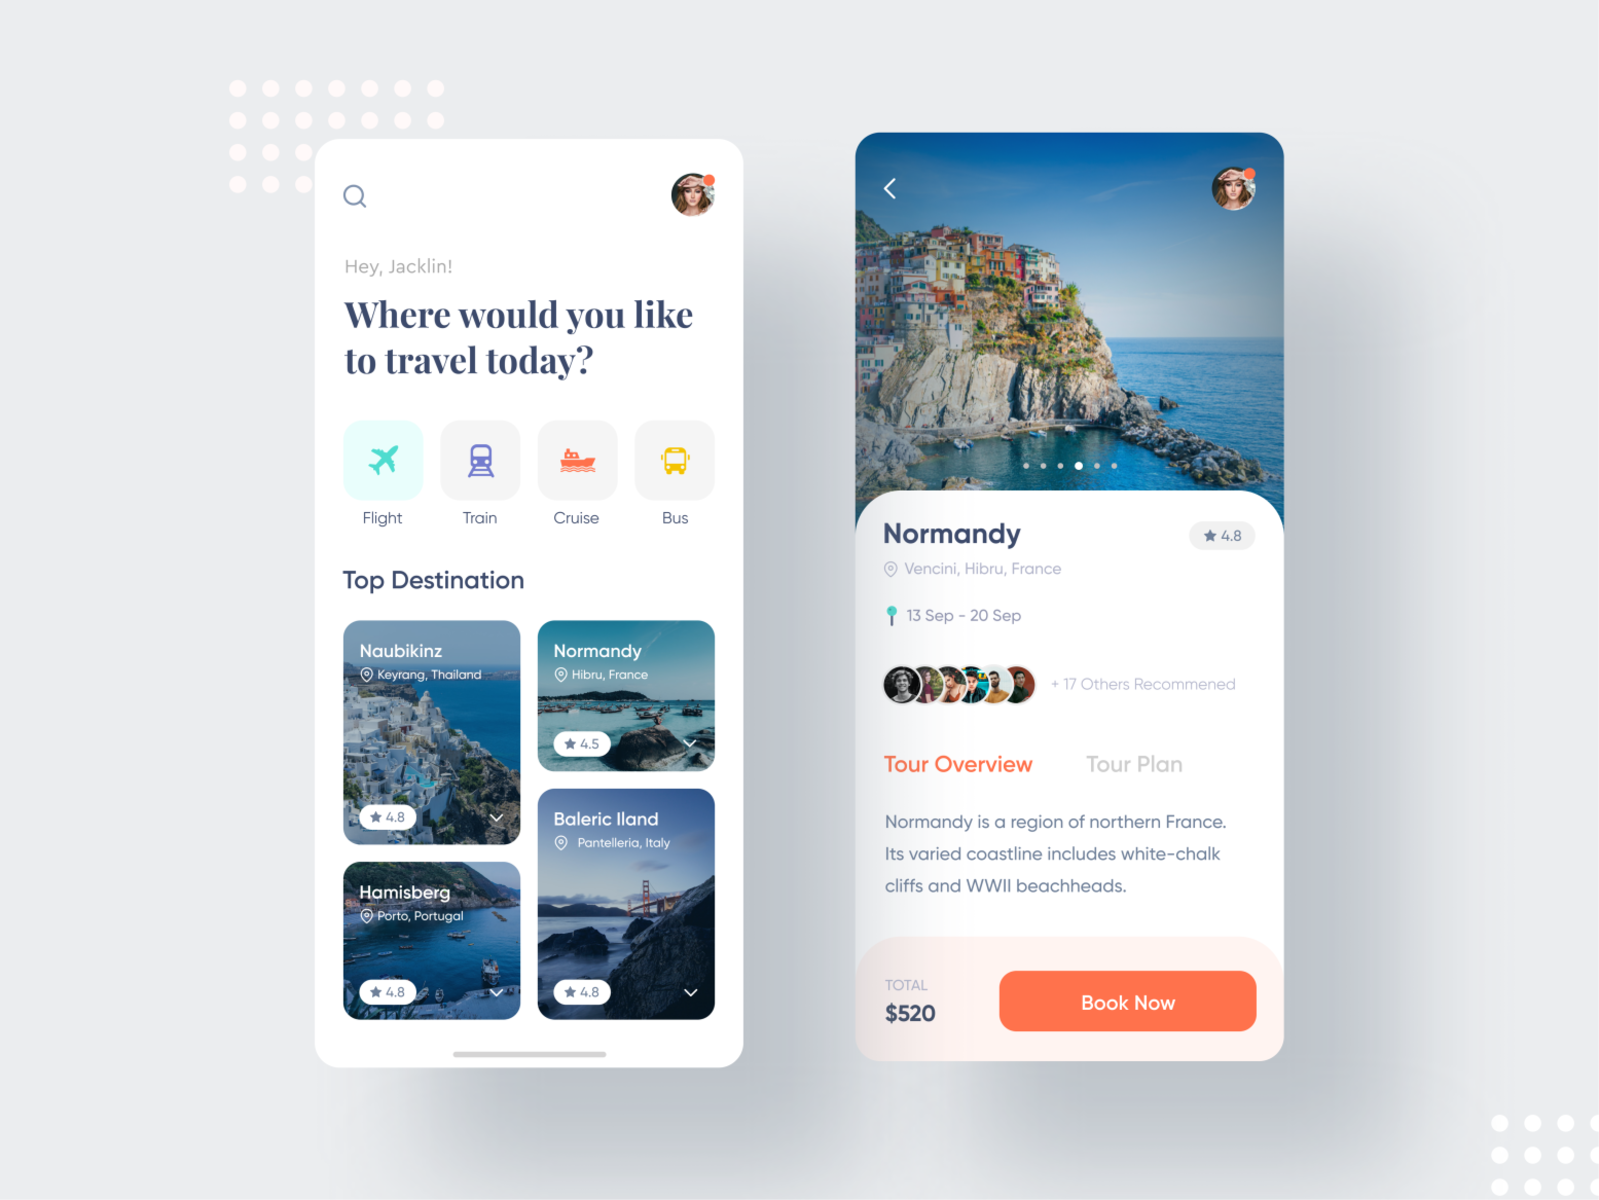 Hey, Jacklin!
Where would you like
to travel today?
Flight
Train
Cruise
Bus
Top Destination
Naubikinz
Keyrang, Thailand
4.8
Normandy
Hibru, France
4.5
Hamisberg
Porto, Portugal
4.8
Baleric Iland
Pantelleria, Italy
4.8
Normandy
4.8
Vencini, Hibru, France
13 Sep - 20 Sep
+ 17 Others Recommened
Tour Overview
Tour Plan
Normandy is a region of northern France.
Its varied coastline includes white-chalk
cliffs and WWII beachheads.
TOTAL
$520
Book Now